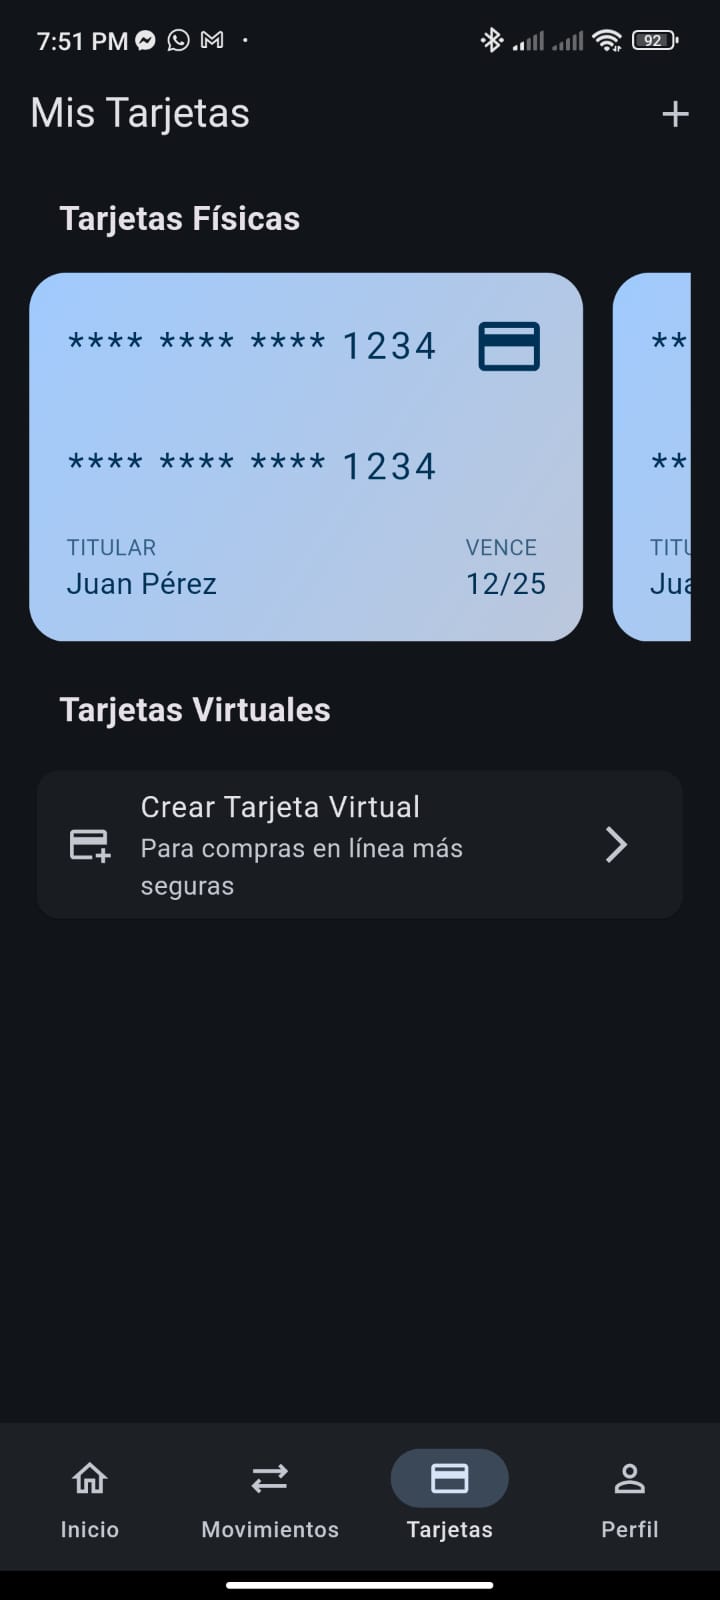 7:51 PM
92
Mis Tarjetas
Tarjetas Físicas
**** **** **** 1234
**
**** **** **** 1234
**
TITULAR
VENCE
TITU
Juan Pérez
12/25
Jua
Tarjetas Virtuales
Crear Tarjeta Virtual
Para compras en línea más
seguras
Inicio
Movimientos
Tarjetas
Perfil